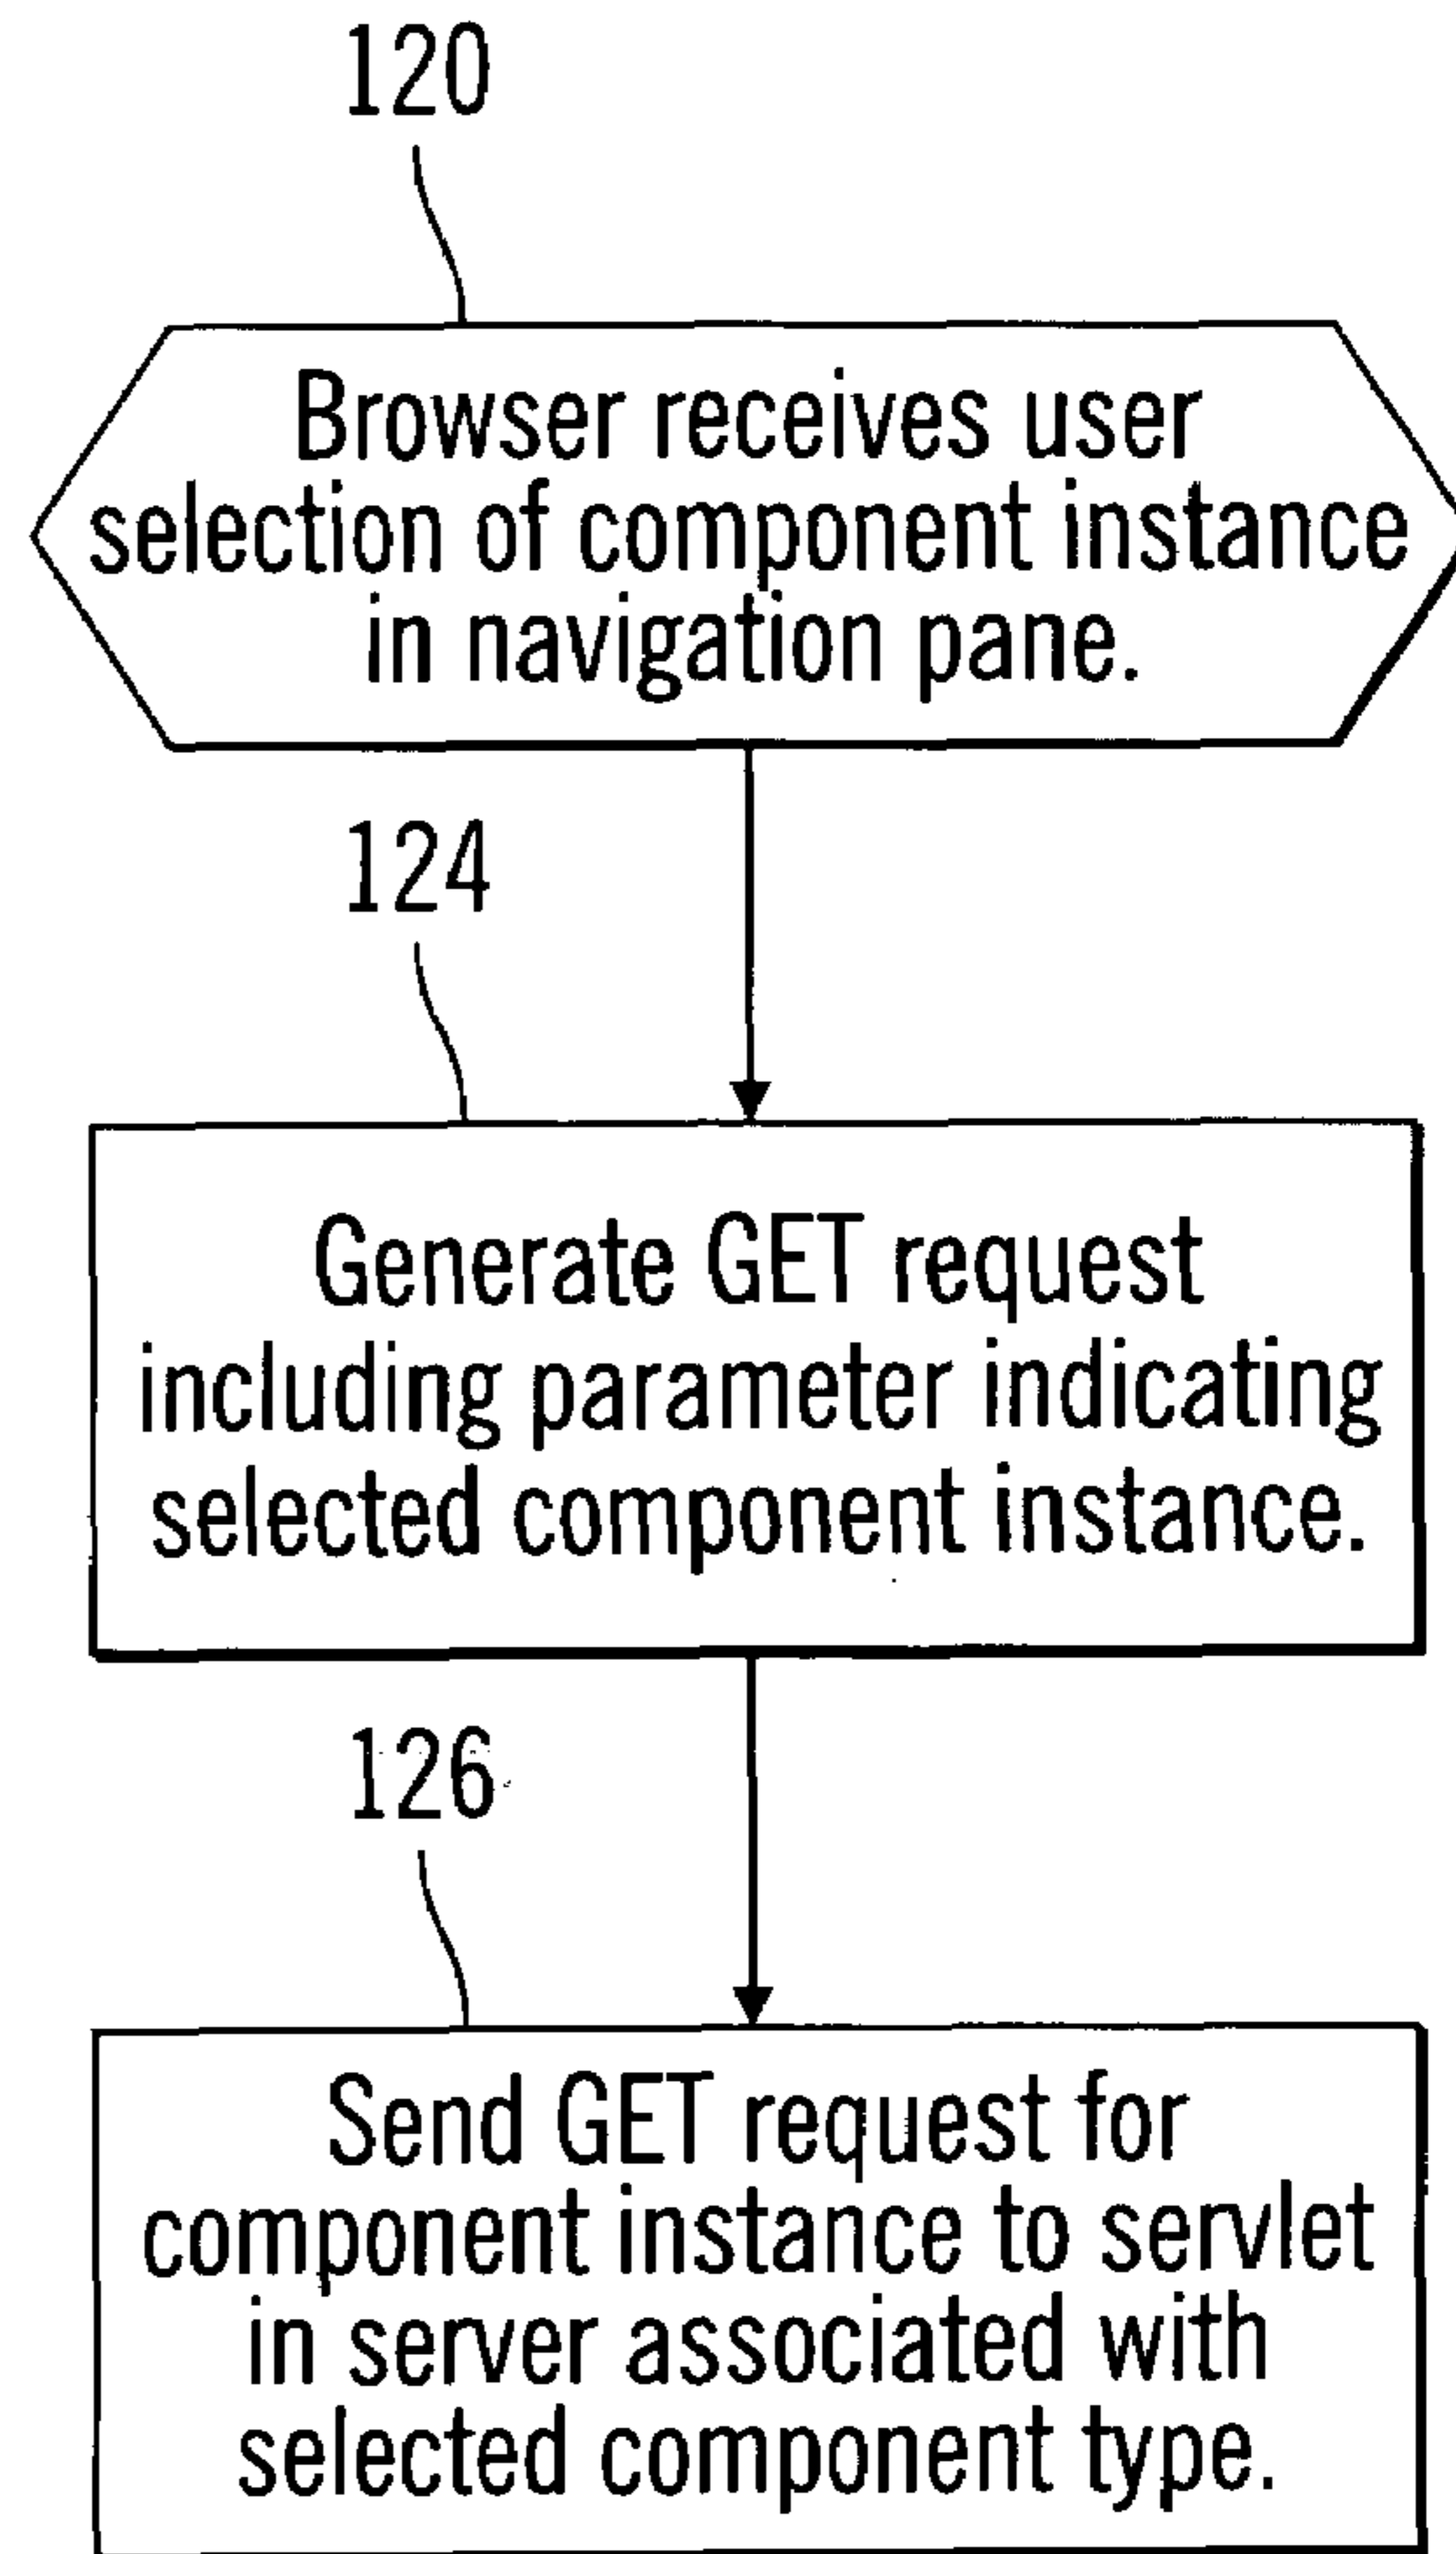 120
Browser receives user
selection of component instance
in navigation pane.
124
Generate GET request
including parameter indicating
selected component instance.
126
Send GET request for
component instance to servlet
in server associated with
selected component type.